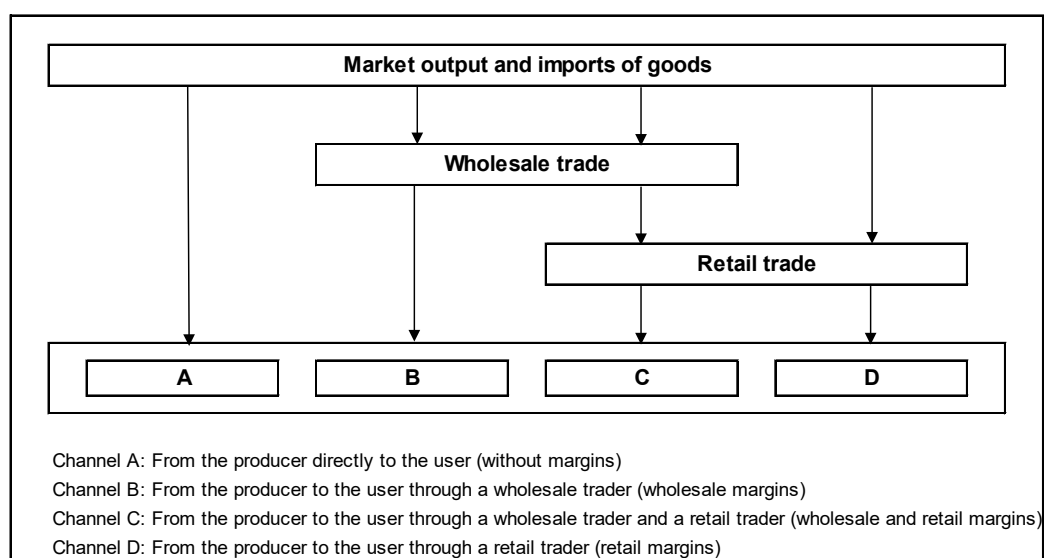 Market output and imports of goods
Wholesale trade
Retail trade
A
B
C
D
Channel A: From the producer directly to the user (without margins)
Channel B: From the producer to the user through a wholesale trader (wholesale margins)
Channel C: From the producer to the user through a wholesale trader and a retail trader (wholesale and retail margins)
Channel D: From the producer to the user through a retail trader (retail margins)